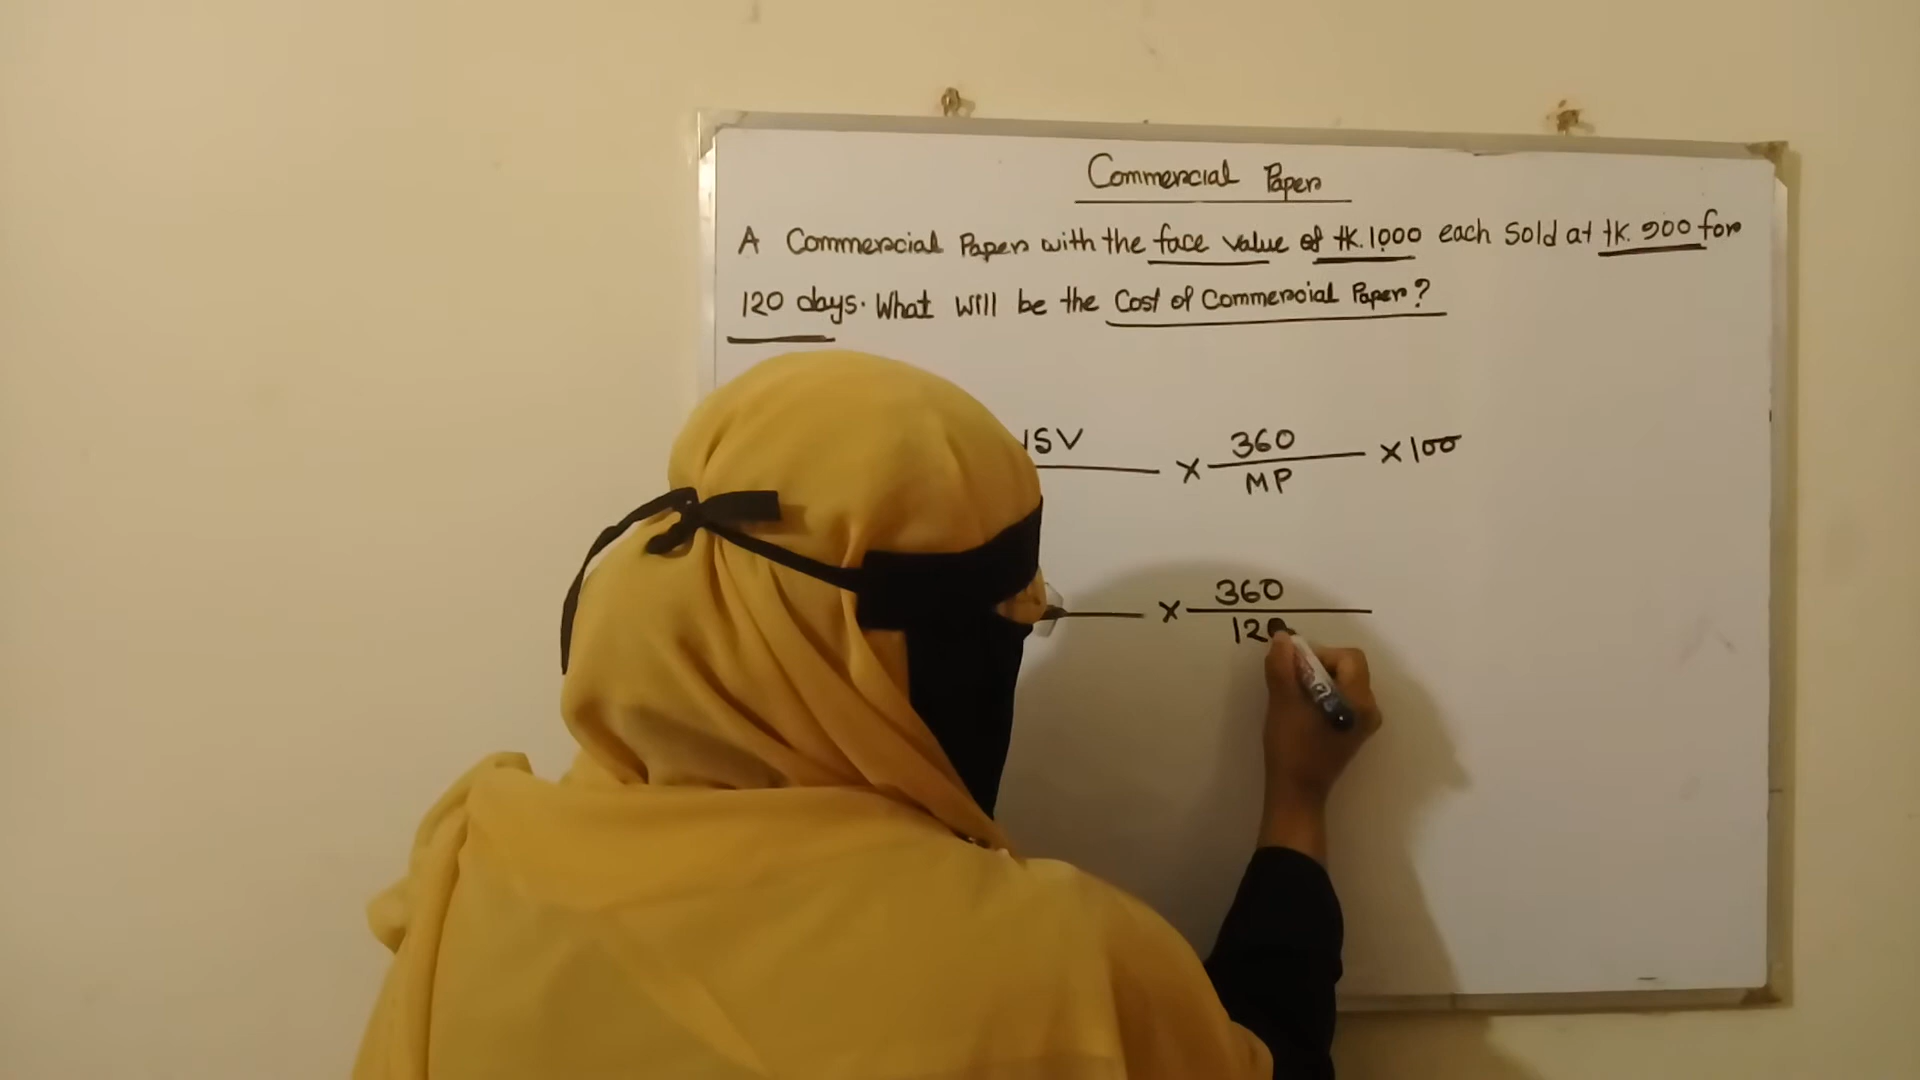 Commercial Paper
A Commercial Paper with the face value of tk. 1000 each Sold at tk. 900 for
120 days. What will be the Cost of Commercial Paper?
SV
360
× ——— × 100
MP
360
× ———
120